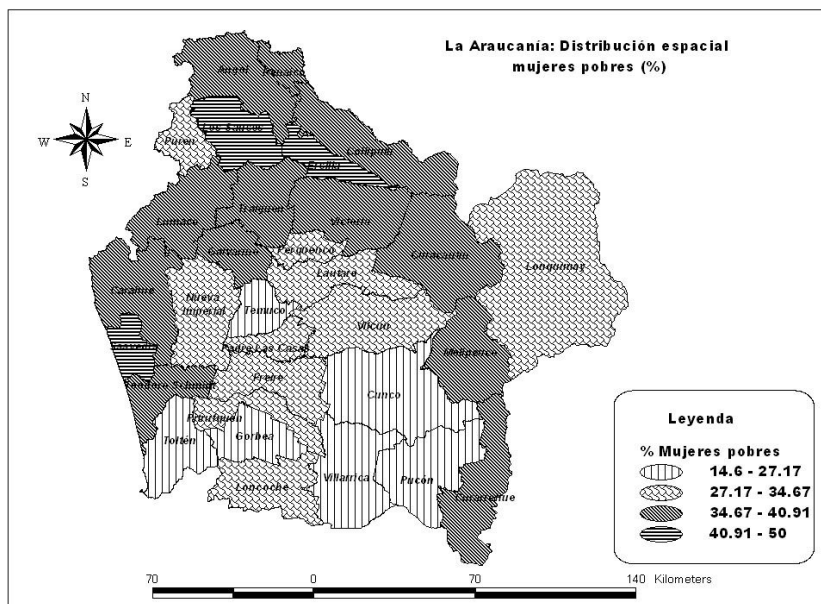 La Araucanía: Distribución espacial
mujeres pobres (%)
N
W E
S
Angol
Renaico
Los Sauces
Purén
Collipulli
Ercilla
Lumaco
Traiguén
Victoria
Galvarino
Perquenco
Curacautín
Lonquimay
Lautaro
Carahue
Nueva
Imperial
Temuco
Vilcún
Saavedra
Padre Las Casas
Melipeuco
Teodoro Schmidt
Freire
Cunco
Pitrufquén
Toltén
Gorbea
Loncoche
Villarrica
Pucón
Curarrehue
Leyenda
% Mujeres pobres
14.6 - 27.17
27.17 - 34.67
34.67 - 40.91
40.91 - 50
70 0 70 140 Kilometers